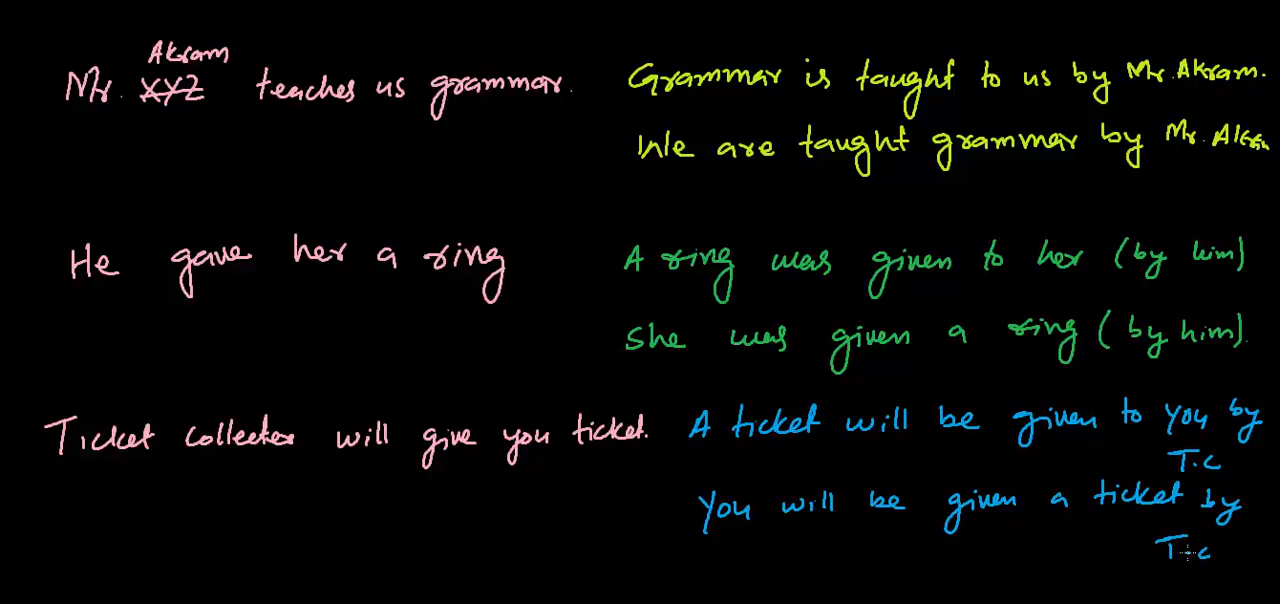 Akram
Mr. XYZ teaches us grammar.
Grammar is taught to us by Mr. Akram.
We are taught grammar by Mr. Akram
He gave her a ring
A ring was given to her (by him)
She was given a ring (by him).
Ticket collector will give you ticket.
A ticket will be given to you by
T.C
You will be given a ticket by
T.C